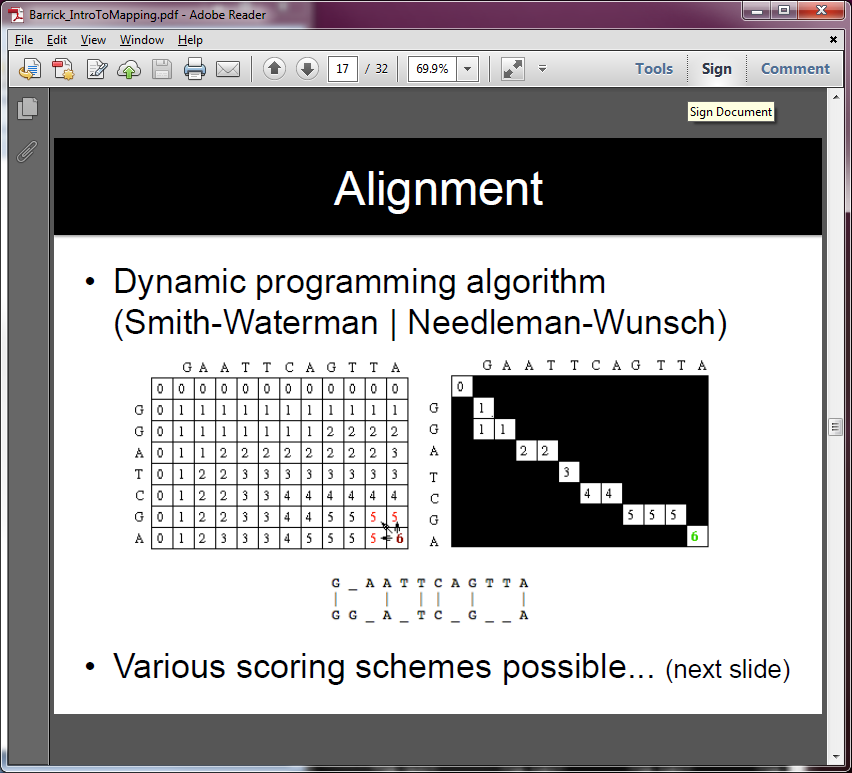 Barrick_IntroToMapping.pdf - Adobe Reader
File Edit View Window Help
17 / 32 69.9% Tools Sign Comment
Sign Document
Alignment
• Dynamic programming algorithm
(Smith-Waterman | Needleman-Wunsch)
G A A T T C A G T T A
0 0 0 0 0 0 0 0 0 0 0 0
G 0 1 1 1 1 1 1 1 1 1 1 1
G 0 1 1 1 1 1 1 1 2 2 2 2
A 0 1 1 2 2 2 2 2 2 2 2 3
T 0 1 2 2 3 3 3 3 3 3 3 3
C 0 1 2 2 3 3 4 4 4 4 4 4
G 0 1 2 2 3 3 4 4 5 5 5 5
A 0 1 2 3 3 3 4 5 5 5 5 6
G A A T T C A G T T A
0
G 1
G 1 1
A 2 2
T 3
C 4 4
G 5 5 5
A 6
G _ A A T T C A G T T A
| | | | | |
G G _ A _ T C _ G _ _ A
• Various scoring schemes possible... (next slide)